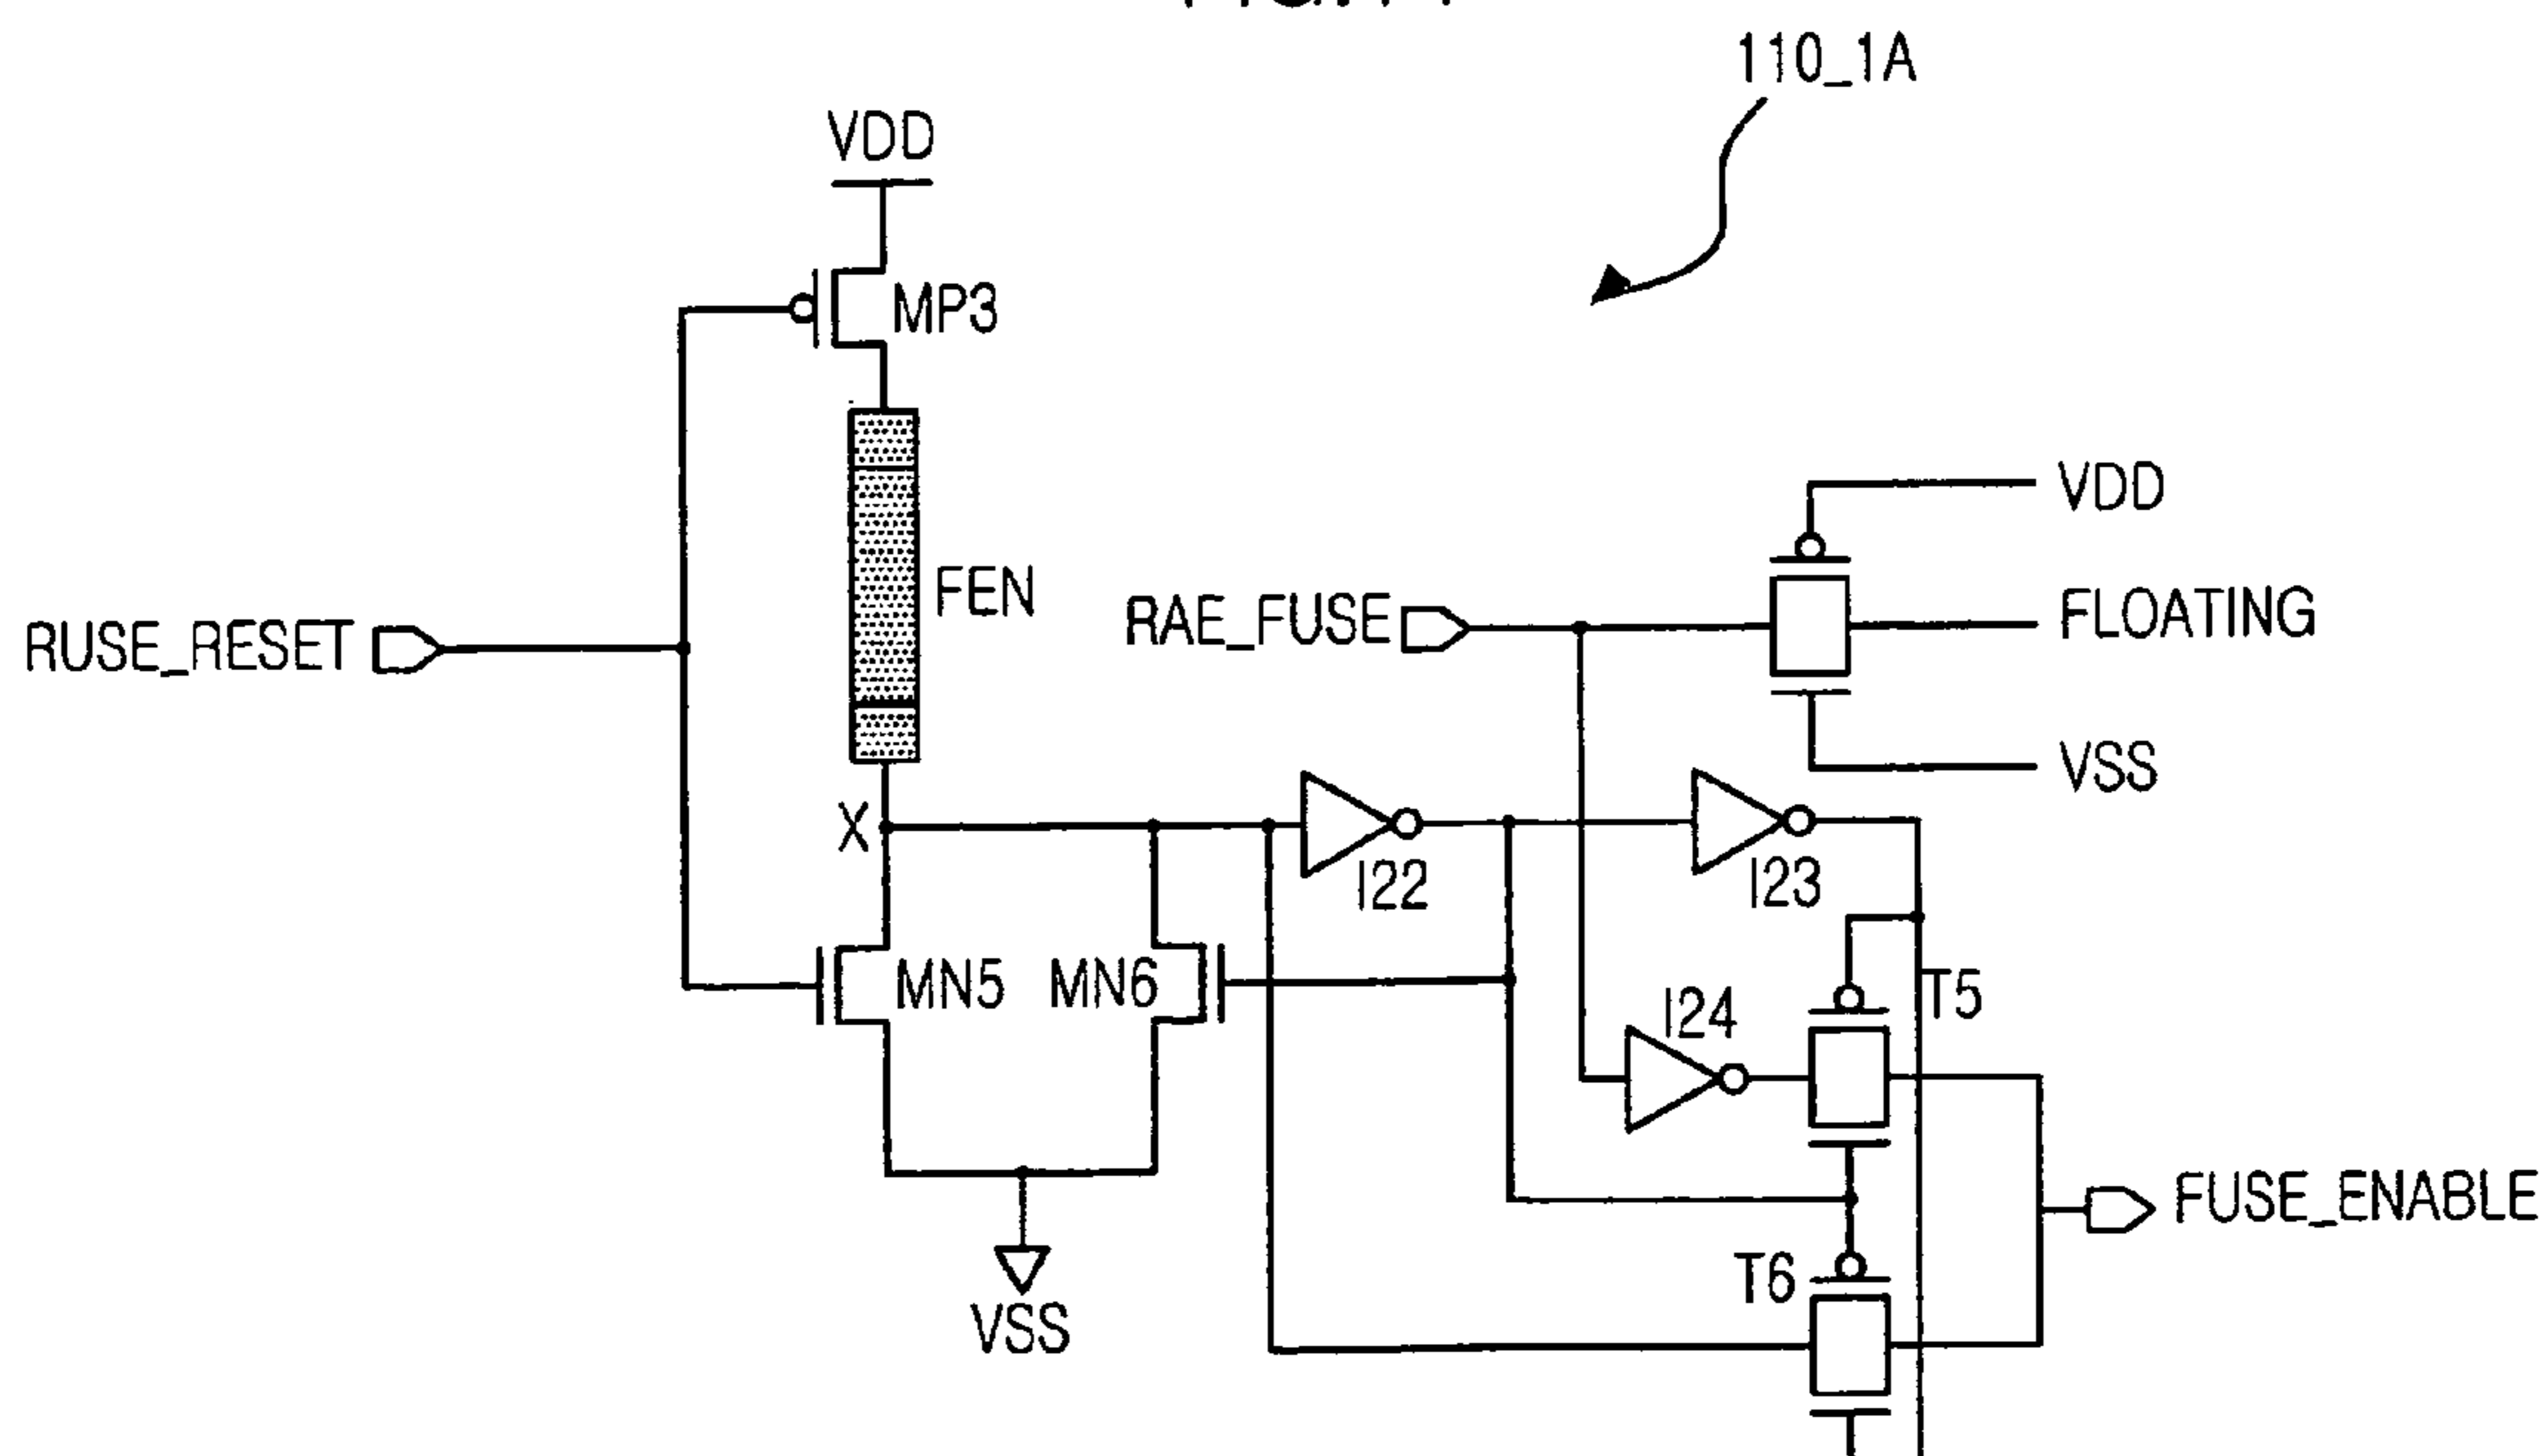 110_1A
VDD
MP3
FEN
RUSE_RESET
RAE_FUSE
VDD
FLOATING
VSS
X
I22
I23
MN5
MN6
I24
T5
T6
FUSE_ENABLE
VSS